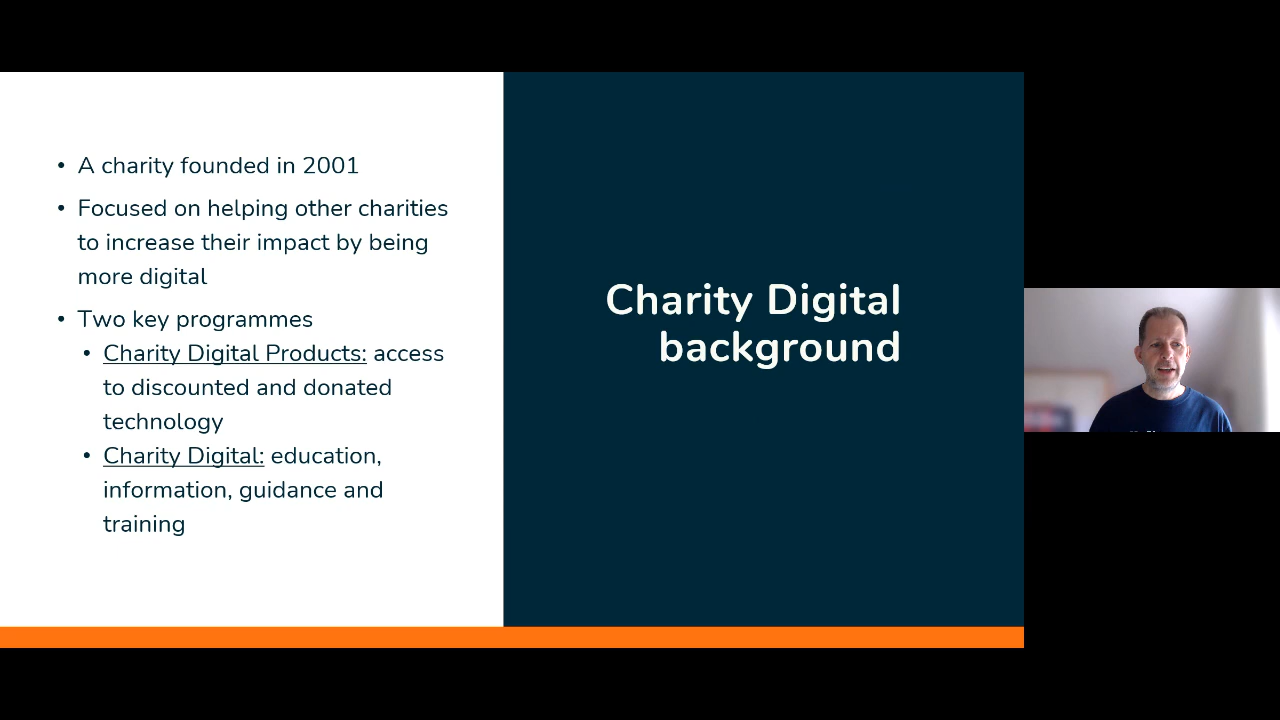 • A charity founded in 2001
• Focused on helping other charities
to increase their impact by being
more digital
• Two key programmes
• Charity Digital Products: access
to discounted and donated
technology
• Charity Digital: education,
information, guidance and
training
Charity Digital
background